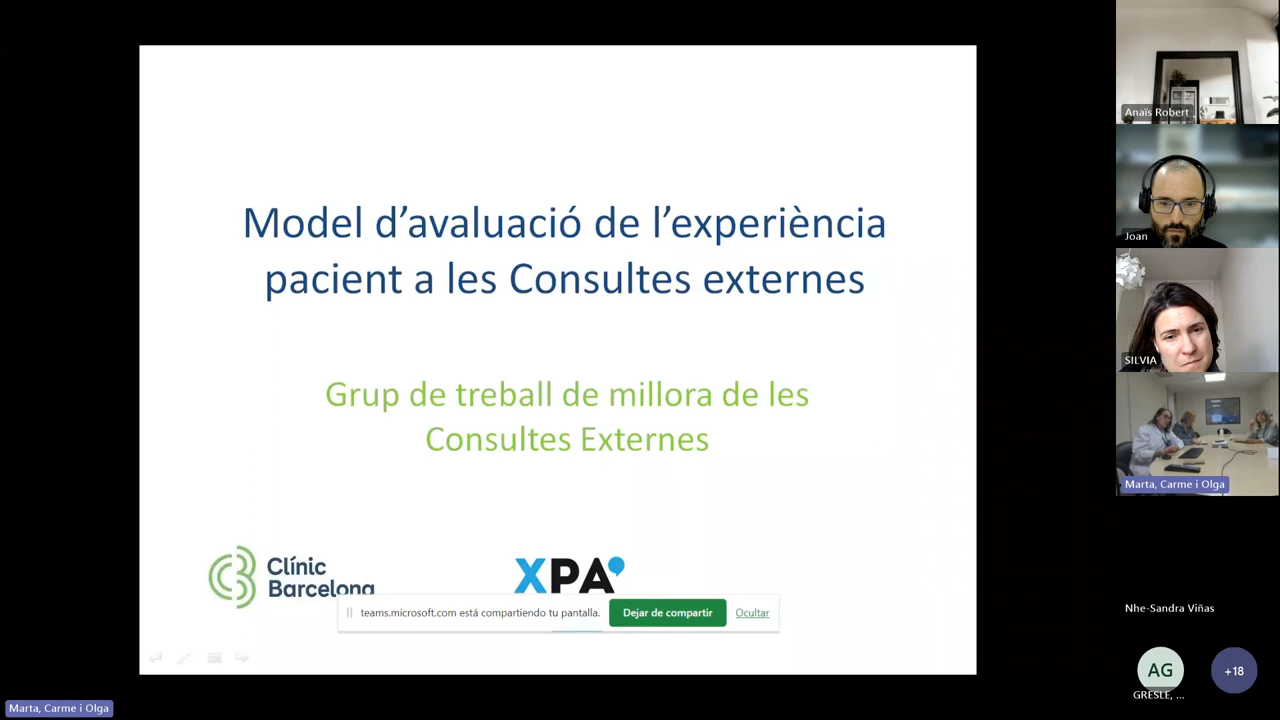 Model d’avaluació de l’experiència
pacient a les Consultes externes
Grup de treball de millora de les
Consultes Externes
Clínic
Barcelona
XPA
teams.microsoft.com está compartiendo tu pantalla.
Dejar de compartir
Ocultar
Anaïs Robert
Joan
SILVIA
Marta, Carme i Olga
Nhe-Sandra Viñas
AG
+18
GRESLE, ...
Marta, Carme i Olga